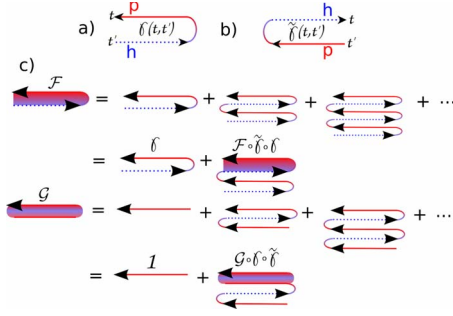 a) t p t' 𝒷(t,t') h
b) h t 𝒷̃(t,t') p t'
c) ℱ = + + + ...
= 𝒷 + ℱ∘𝒷̃∘𝒷
𝒢 = + + + ...
= 1 + 𝒢∘𝒷∘𝒷̃